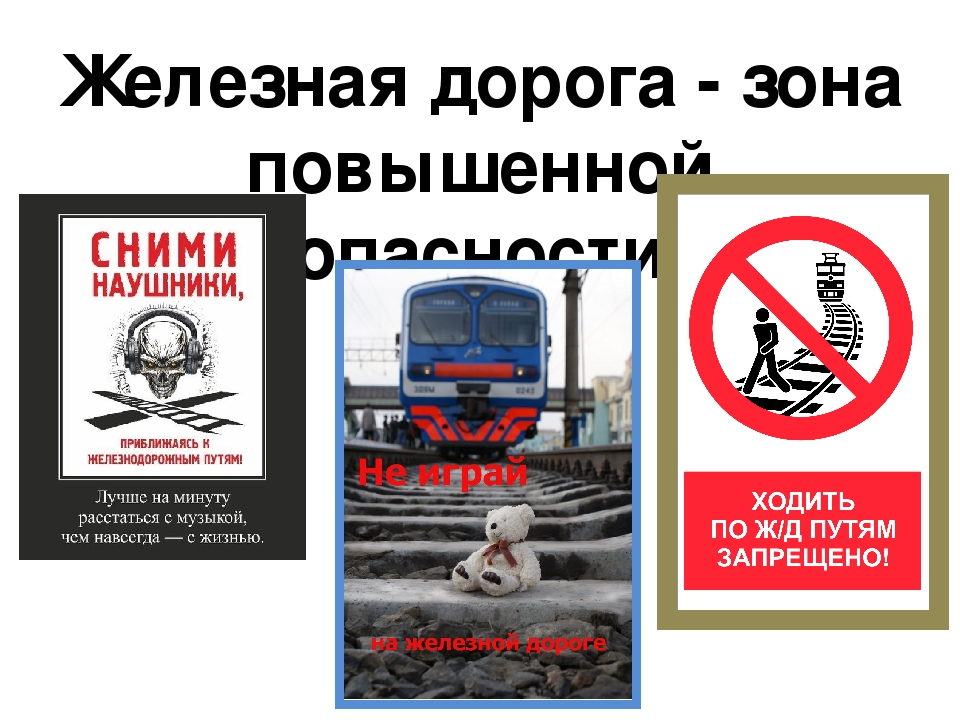 Железная дорога - зона
повышенной
опасности
СНИМИ
НАУШНИКИ,
ПРИБЛИЖАЯСЬ К
ЖЕЛЕЗНОДОРОЖНЫМ ПУТЯМ!
Лучше на минуту
расстаться с музыкой,
чем навсегда — с жизнью.
Не играй
на железной дороге
ХОДИТЬ
ПО Ж/Д ПУТЯМ
ЗАПРЕЩЕНО!